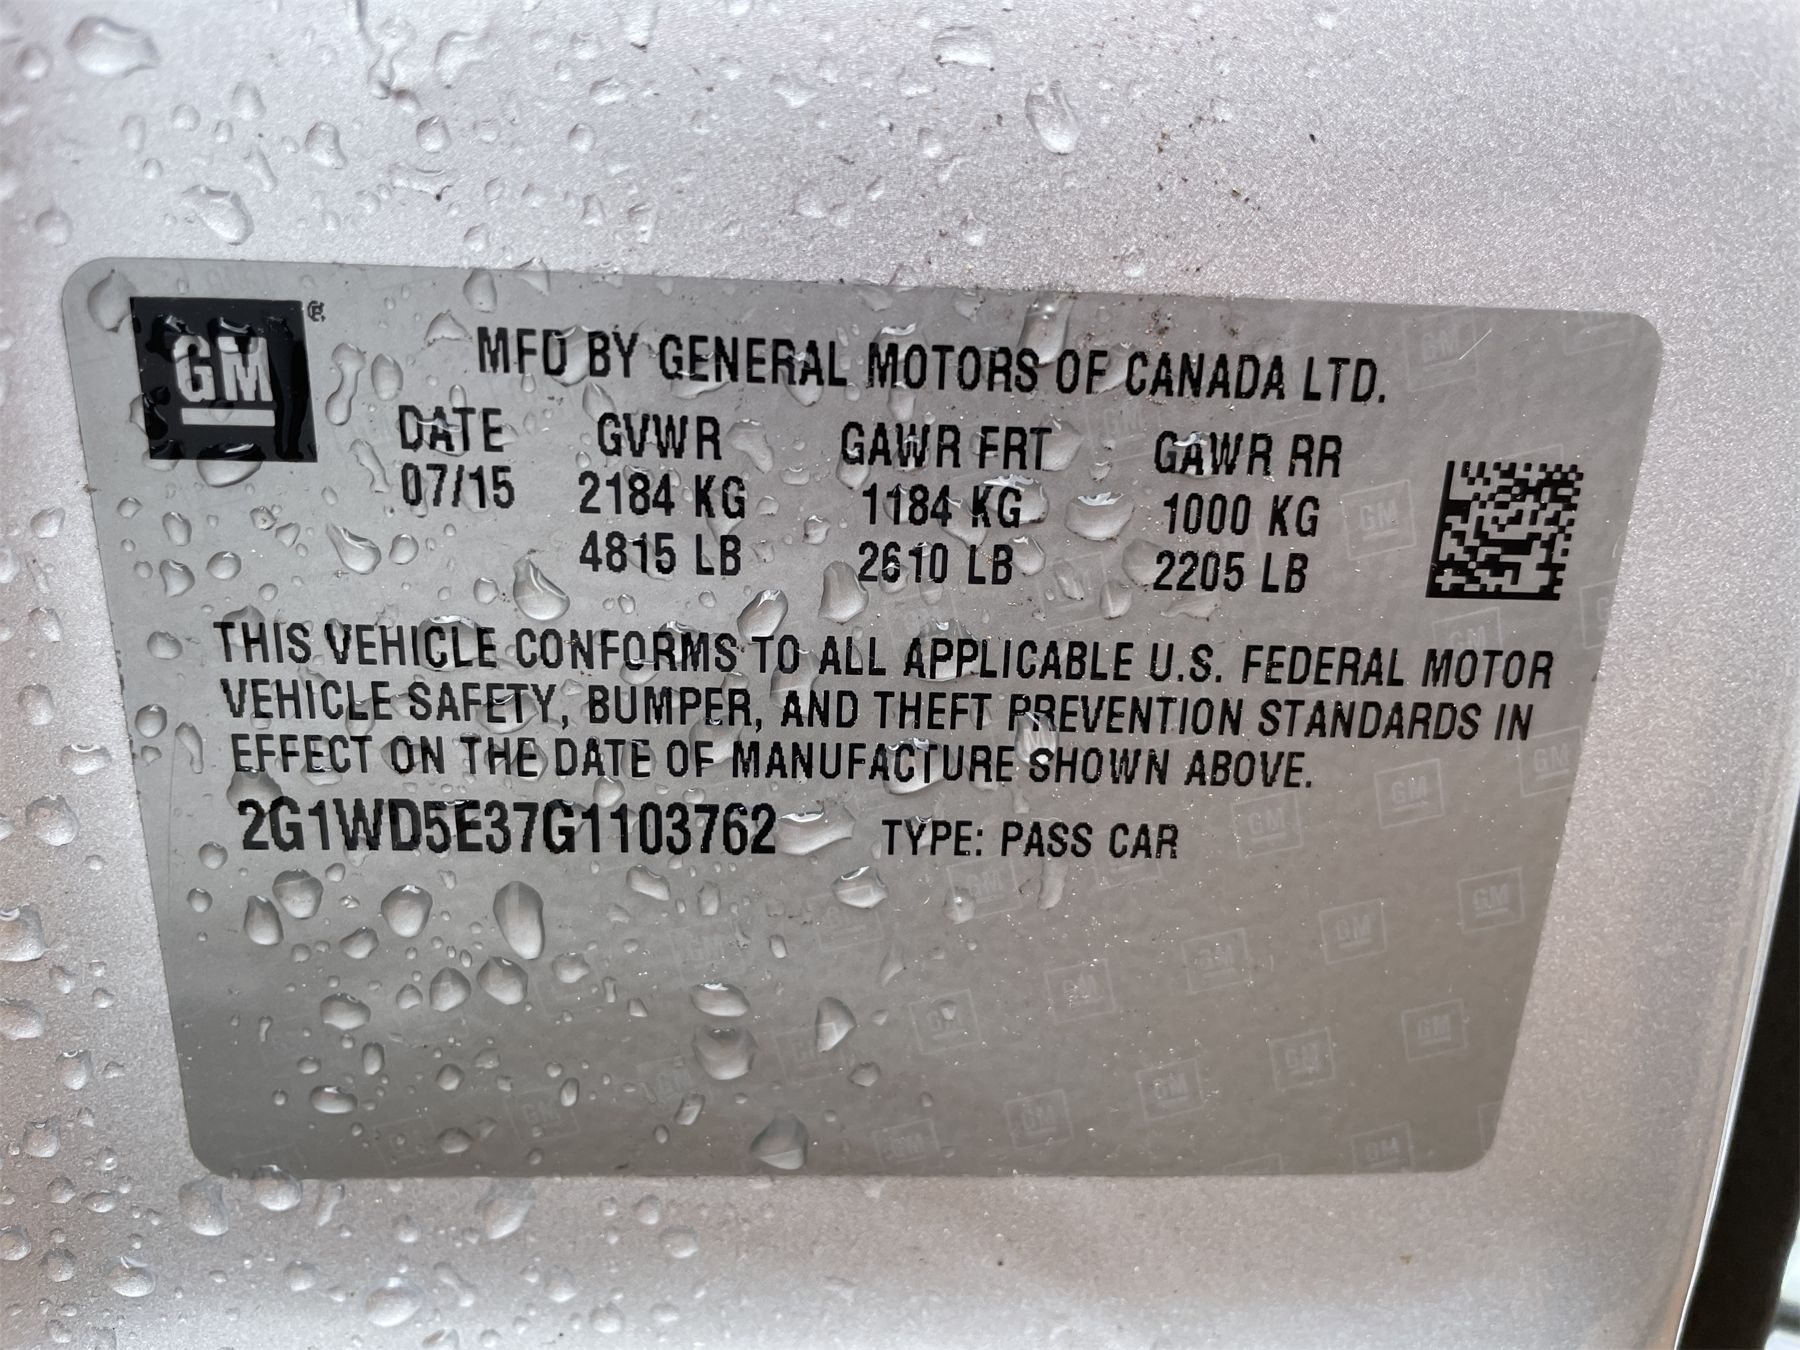 GM
MFD BY GENERAL MOTORS OF CANADA LTD.
DATE GVWR GAWR FRT GAWR RR
07/15 2184 KG 1184 KG 1000 KG
4815 LB 2610 LB 2205 LB
THIS VEHICLE CONFORMS TO ALL APPLICABLE U.S. FEDERAL MOTOR
VEHICLE SAFETY, BUMPER, AND THEFT PREVENTION STANDARDS IN
EFFECT ON THE DATE OF MANUFACTURE SHOWN ABOVE.
2G1WD5E37G1103762 TYPE: PASS CAR